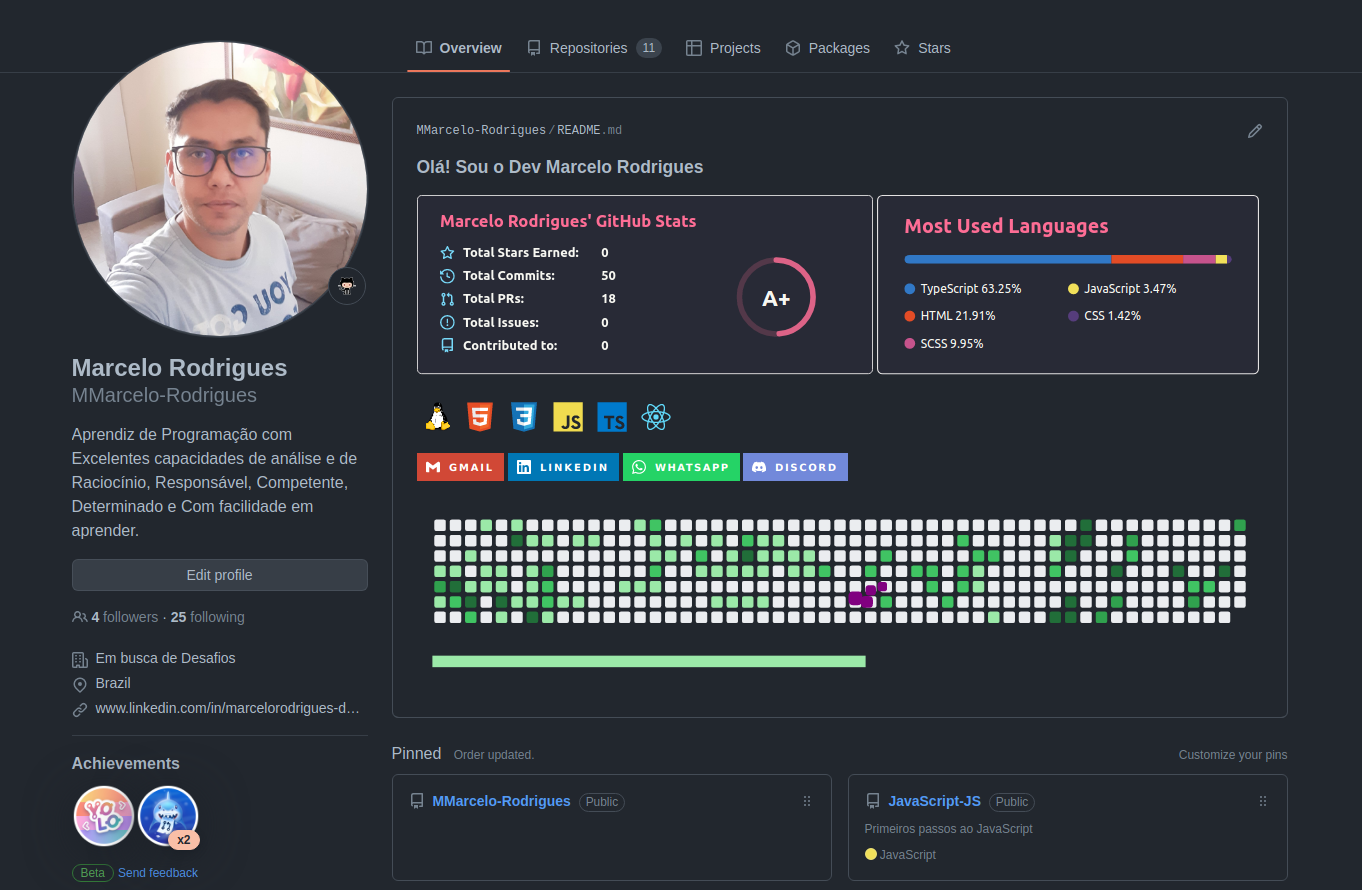 Overview
Repositories 11
Projects
Packages
Stars
MMarcelo-Rodrigues/README.md
Olá! Sou o Dev Marcelo Rodrigues
Marcelo Rodrigues' GitHub Stats
Total Stars Earned: 0
Total Commits: 50
Total PRs: 18
Total Issues: 0
Contributed to: 0
A+
Most Used Languages
TypeScript 63.25%
JavaScript 3.47%
HTML 21.91%
CSS 1.42%
SCSS 9.95%
JS
TS
GMAIL
LINKEDIN
WHATSAPP
DISCORD
Marcelo Rodrigues
MMarcelo-Rodrigues
Aprendiz de Programação com
Excelentes capacidades de análise e de
Raciocínio, Responsável, Competente,
Determinado e Com facilidade em
aprender.
Edit profile
4 followers · 25 following
Em busca de Desafios
Brazil
www.linkedin.com/in/marcelorodrigues-d…
Achievements
YOLO
x2
Beta Send feedback
Pinned Order updated.
Customize your pins
MMarcelo-Rodrigues Public
JavaScript-JS Public
Primeiros passos ao JavaScript
JavaScript